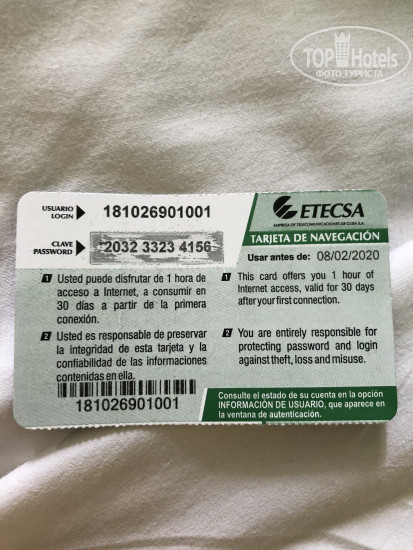 TOP Hotels
ФОТО ТУРИСТА
USUARIO
LOGIN
181026901001
ETECSA
EMPRESA DE TELECOMUNICACIONES DE CUBA S.A.
CLAVE
PASSWORD
2032 3323 4156
TARJETA DE NAVEGACIÓN
Usar antes de: 08/02/2020
1 Usted puede disfrutar de 1 hora de
acceso a Internet, a consumir en
30 días a partir de la primera
conexión.
2 Usted es responsable de preservar
la integridad de esta tarjeta y la
confiabilidad de las informaciones
contenidas en ella.
1 This card offers you 1 hour of
Internet access, valid for 30 days
after your first connection.
2 You are entirely responsible for
protecting password and login
against theft, loss and misuse.
181026901001
Consulte el estado de su cuenta en la opción
INFORMACIÓN DE USUARIO, que aparece en
la ventana de autenticación.